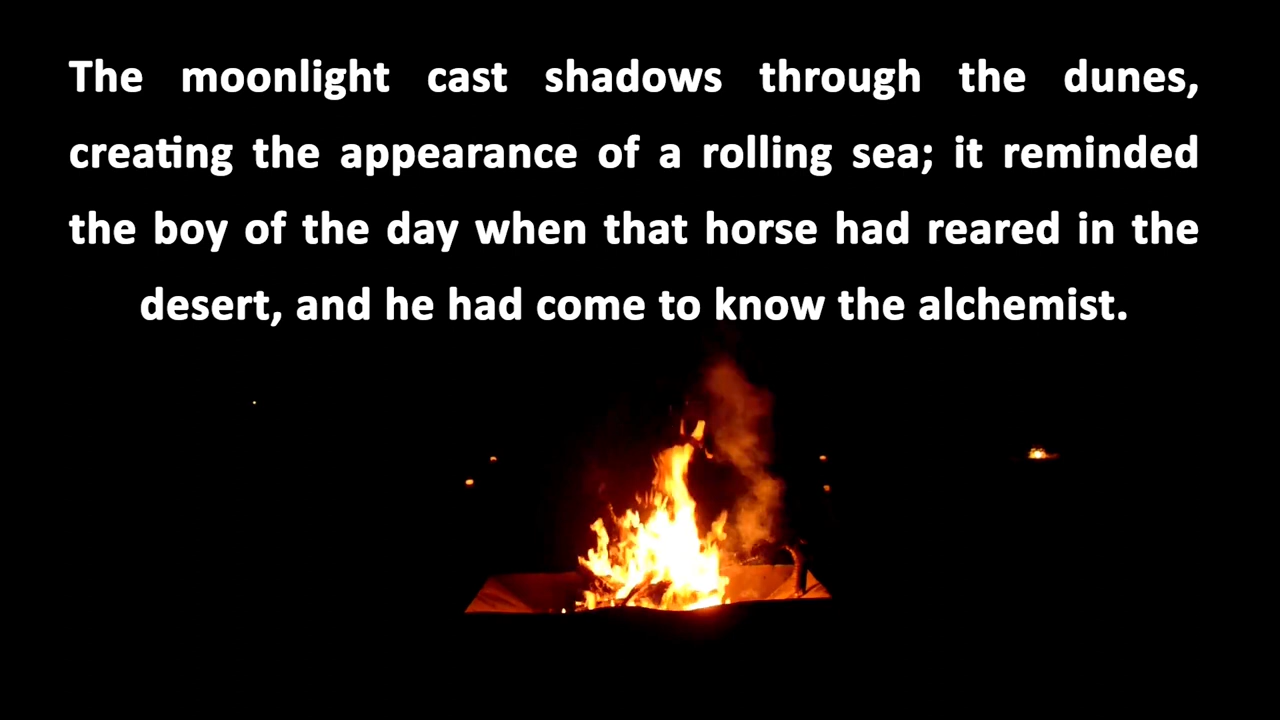 The moonlight cast shadows through the dunes,
creating the appearance of a rolling sea; it reminded
the boy of the day when that horse had reared in the
desert, and he had come to know the alchemist.